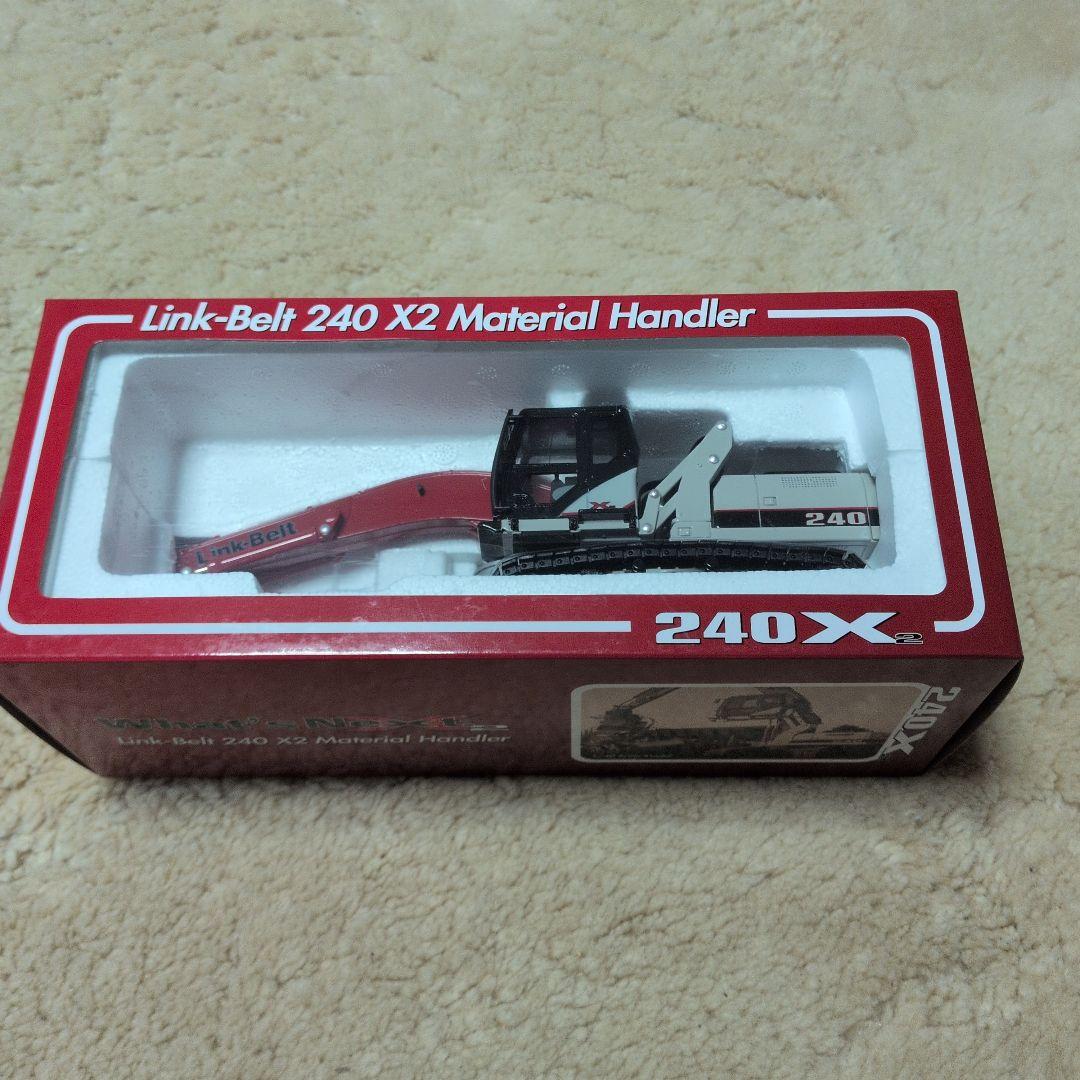 Link-Belt 240 X2 Material Handler
X2
240
Link-Belt
240X2
What's NeXt2
Link-Belt 240 X2 Material Handler
240X